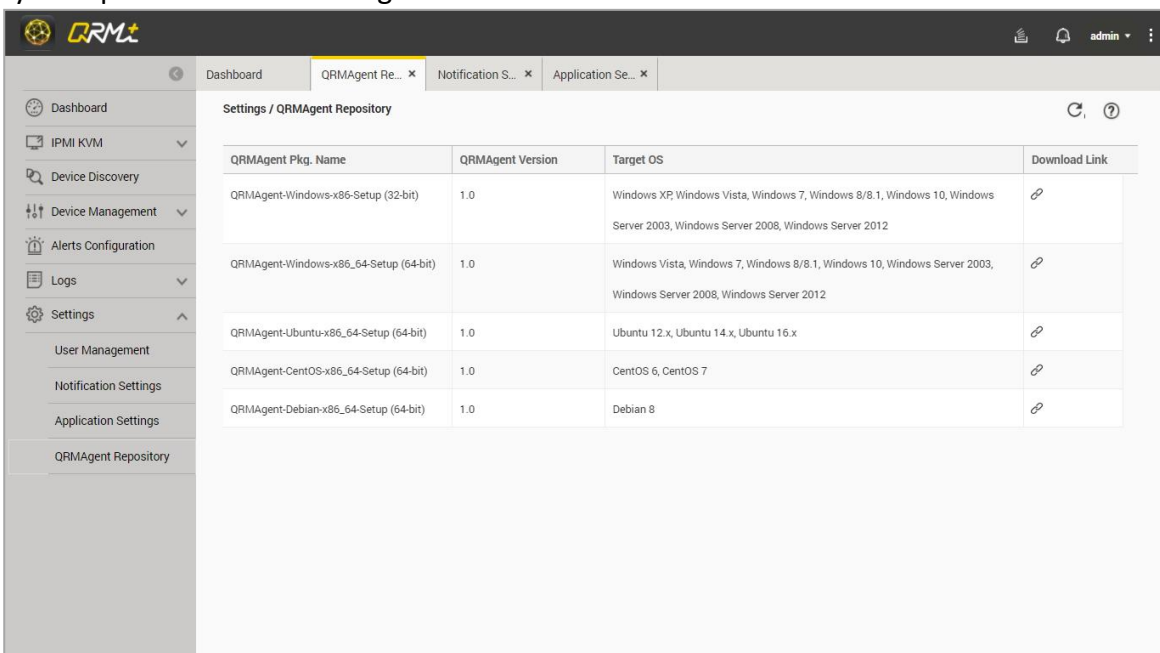 QRM+
admin
Dashboard
QRMAgent Re...
Notification S...
Application Se...
Dashboard
IPMI KVM
Device Discovery
Device Management
Alerts Configuration
Logs
Settings
User Management
Notification Settings
Application Settings
QRMAgent Repository
Settings / QRMAgent Repository
QRMAgent Pkg. Name QRMAgent Version Target OS Download Link
QRMAgent-Windows-x86-Setup (32-bit) 1.0 Windows XP, Windows Vista, Windows 7, Windows 8/8.1, Windows 10, Windows
Server 2003, Windows Server 2008, Windows Server 2012
QRMAgent-Windows-x86_64-Setup (64-bit) 1.0 Windows Vista, Windows 7, Windows 8/8.1, Windows 10, Windows Server 2003,
Windows Server 2008, Windows Server 2012
QRMAgent-Ubuntu-x86_64-Setup (64-bit) 1.0 Ubuntu 12.x, Ubuntu 14.x, Ubuntu 16.x
QRMAgent-CentOS-x86_64-Setup (64-bit) 1.0 CentOS 6, CentOS 7
QRMAgent-Debian-x86_64-Setup (64-bit) 1.0 Debian 8